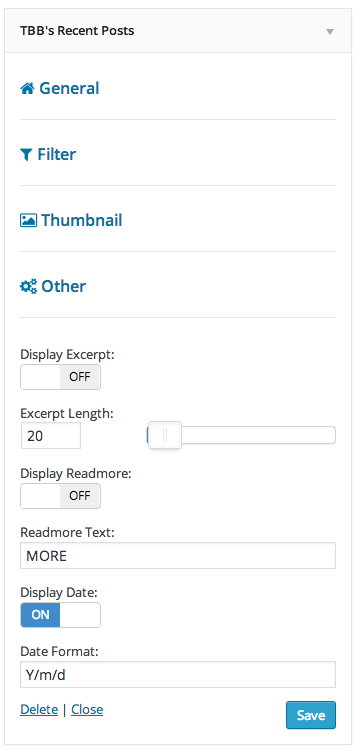 TBB's Recent Posts
General
Filter
Thumbnail
Other
Display Excerpt:
OFF
Excerpt Length:
20
Display Readmore:
OFF
Readmore Text:
MORE
Display Date:
ON
Date Format:
Y/m/d
Delete | Close
Save